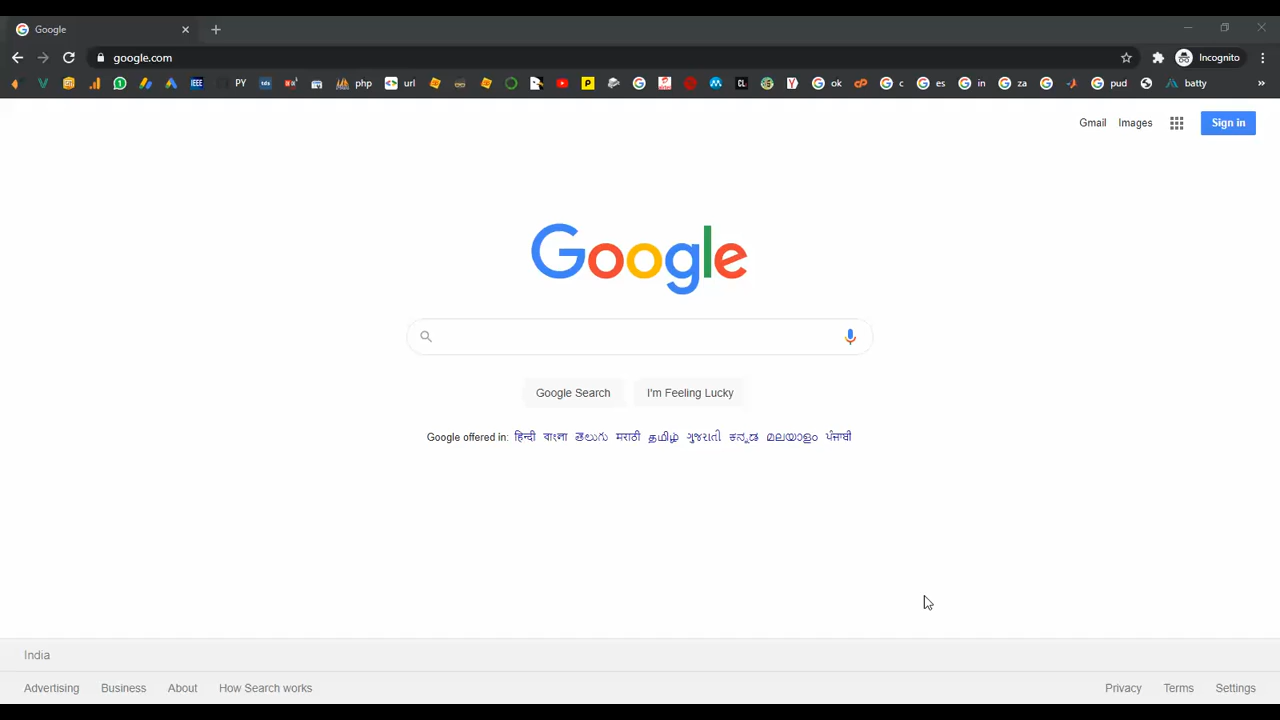 Google
google.com
Incognito
PY php url ok c es in za pud batty
Gmail Images Sign in
Google
Google Search I'm Feeling Lucky
Google offered in: हिन्दी বাংলা తెలుగు मराठी தமிழ் ગુજરાતી ಕನ್ನಡ മലയാളം ਪੰਜਾਬੀ
India
Advertising Business About How Search works Privacy Terms Settings